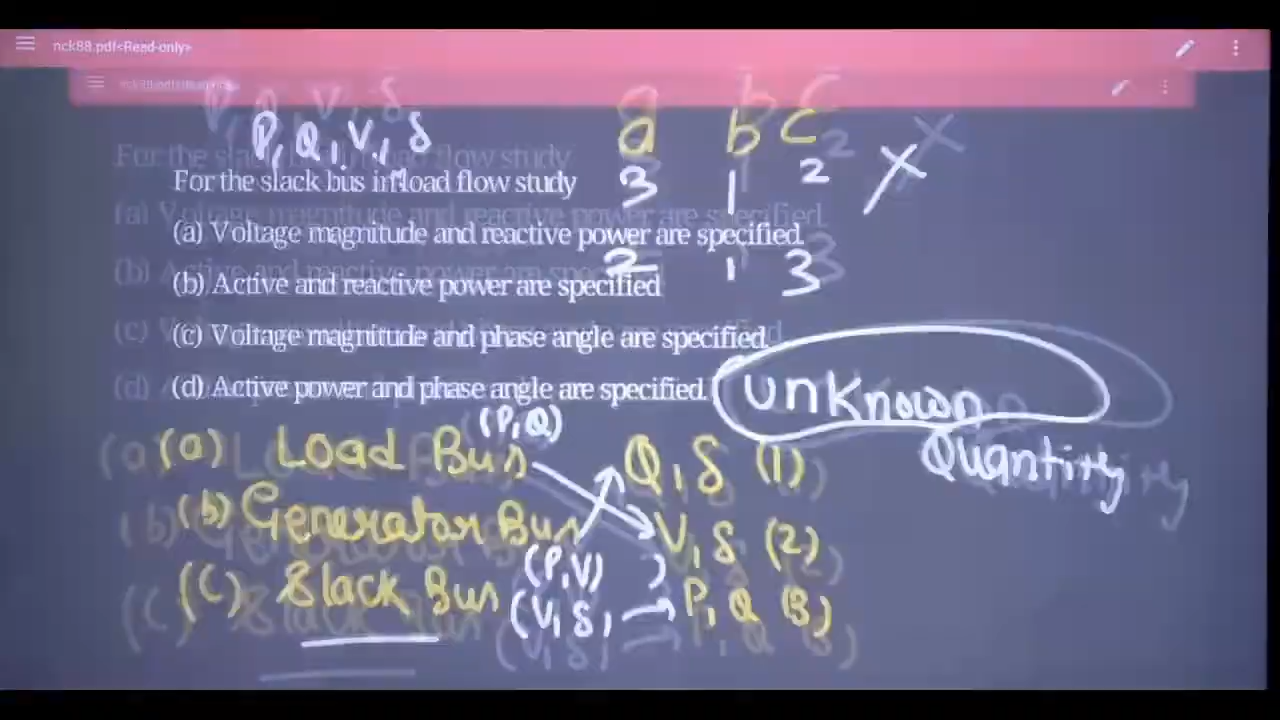 nck88.pdf<Read-only>
P, Q, V, δ
a b c
For the slack bus in load flow study
3 1 2 X
(a) Voltage magnitude and reactive power are specified.
2 1 3
(b) Active and reactive power are specified
(c) Voltage magnitude and phase angle are specified.
(d) Active power and phase angle are specified.
unknown
Quantity
(a) Load Bus (P, Q) Q, δ (1)
(b) Generator Bus (P, V) V, δ (2)
(c) Slack Bus (V, δ) P, Q (3)